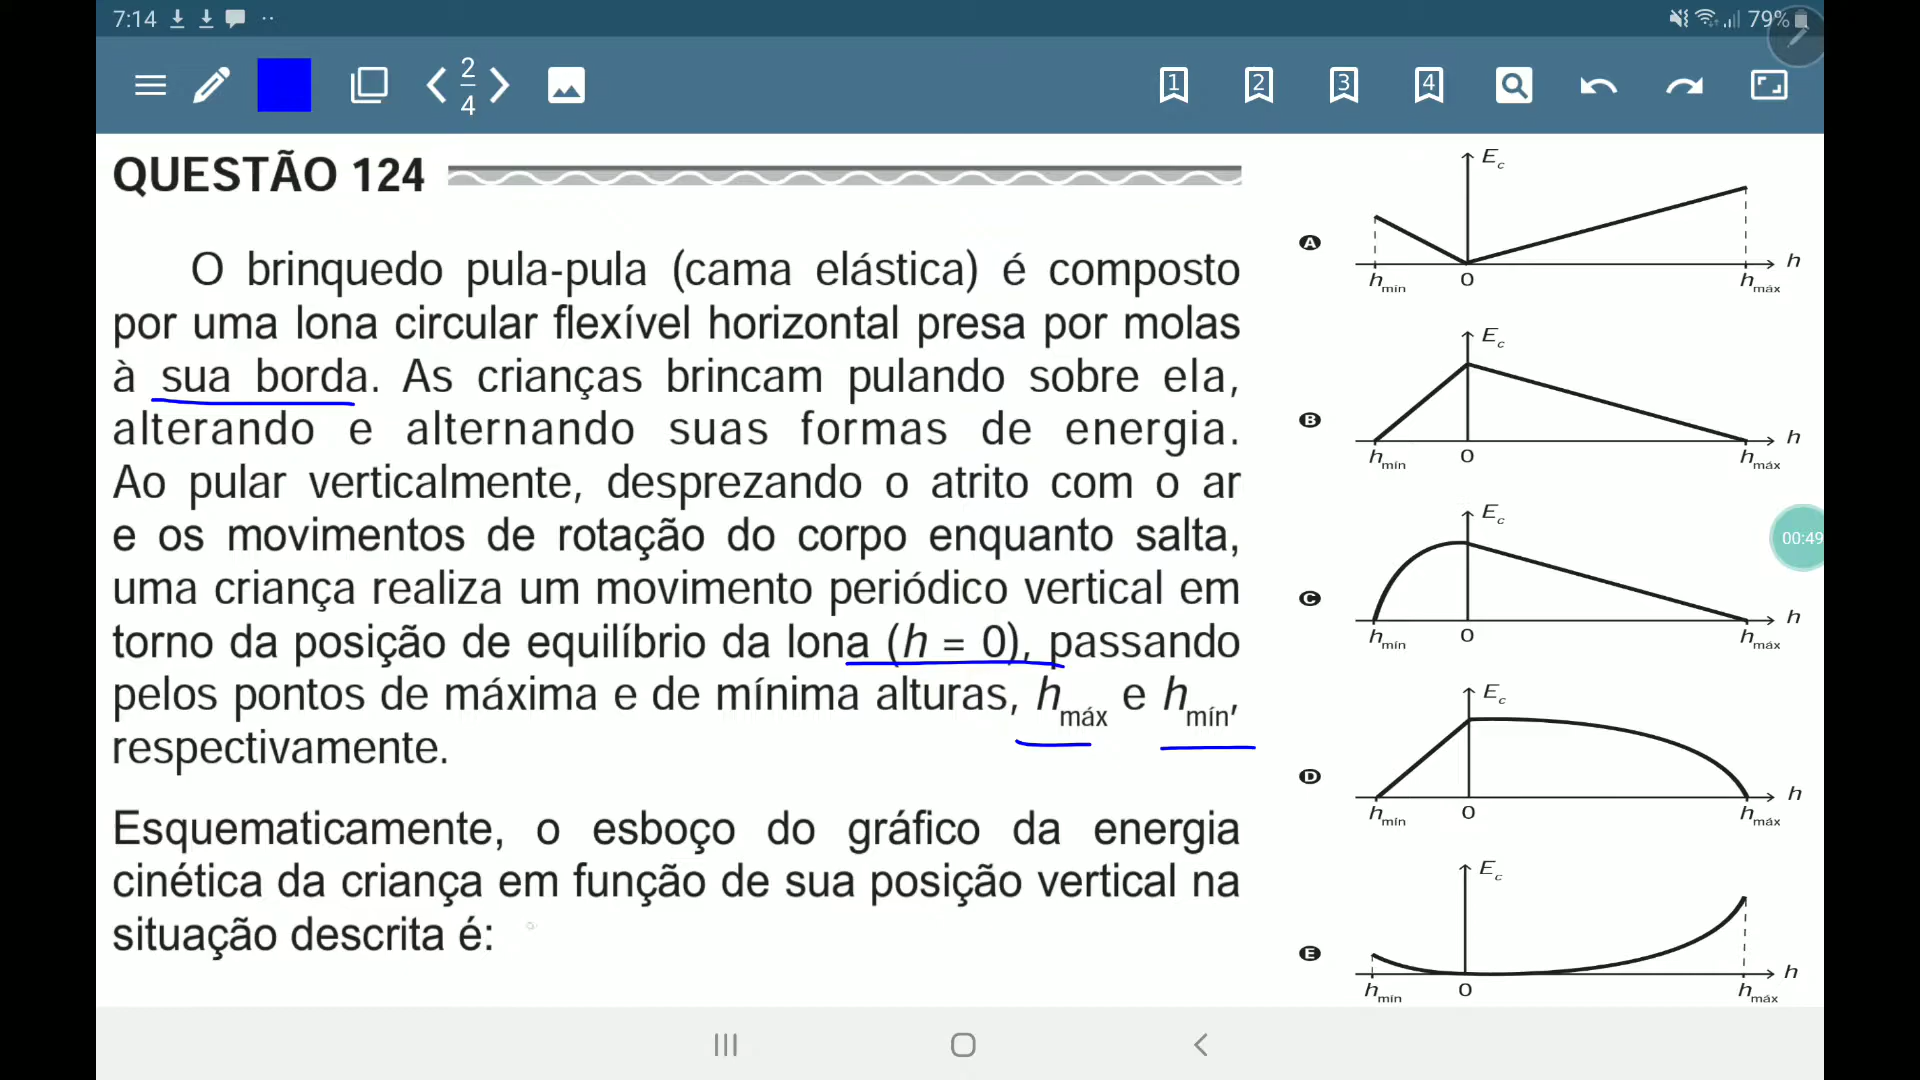 7:14
79%
2
4
1
2
3
4
QUESTÃO 124
O brinquedo pula-pula (cama elástica) é composto
por uma lona circular flexível horizontal presa por molas
à sua borda. As crianças brincam pulando sobre ela,
alterando e alternando suas formas de energia.
Ao pular verticalmente, desprezando o atrito com o ar
e os movimentos de rotação do corpo enquanto salta,
uma criança realiza um movimento periódico vertical em
torno da posição de equilíbrio da lona (h = 0), passando
pelos pontos de máxima e de mínima alturas, hmáx e hmín,
respectivamente.
Esquematicamente, o esboço do gráfico da energia
cinética da criança em função de sua posição vertical na
situação descrita é:
Ec
A
h
hmín 0 hmáx
Ec
B
h
hmín 0 hmáx
Ec
C
h
hmín 0 hmáx
Ec
D
h
hmín 0 hmáx
Ec
E
h
hmín 0 hmáx
00:49